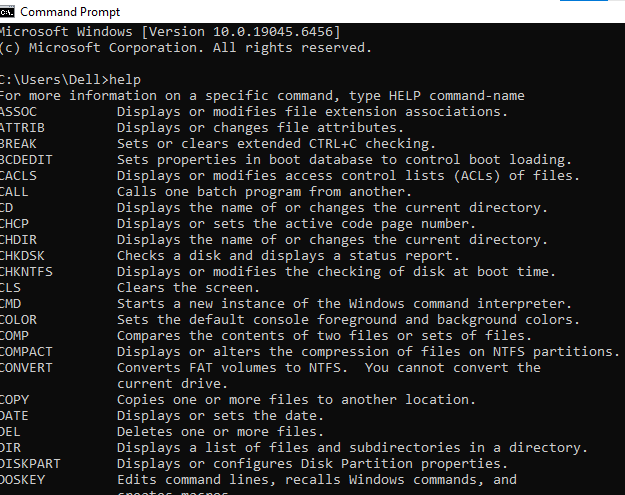 Command Prompt
Microsoft Windows [Version 10.0.19045.6456]
(c) Microsoft Corporation. All rights reserved.
C:\Users\Dell>help
For more information on a specific command, type HELP command-name
ASSOC          Displays or modifies file extension associations.
ATTRIB         Displays or changes file attributes.
BREAK          Sets or clears extended CTRL+C checking.
BCDEDIT        Sets properties in boot database to control boot loading.
CACLS          Displays or modifies access control lists (ACLs) of files.
CALL           Calls one batch program from another.
CD             Displays the name of or changes the current directory.
CHCP           Displays or sets the active code page number.
CHDIR          Displays the name of or changes the current directory.
CHKDSK         Checks a disk and displays a status report.
CHKNTFS        Displays or modifies the checking of disk at boot time.
CLS            Clears the screen.
CMD            Starts a new instance of the Windows command interpreter.
COLOR          Sets the default console foreground and background colors.
COMP           Compares the contents of two files or sets of files.
COMPACT        Displays or alters the compression of files on NTFS partitions.
CONVERT        Converts FAT volumes to NTFS.  You cannot convert the
               current drive.
COPY           Copies one or more files to another location.
DATE           Displays or sets the date.
DEL            Deletes one or more files.
DIR            Displays a list of files and subdirectories in a directory.
DISKPART       Displays or configures Disk Partition properties.
DOSKEY         Edits command lines, recalls Windows commands, and
               creates macros.